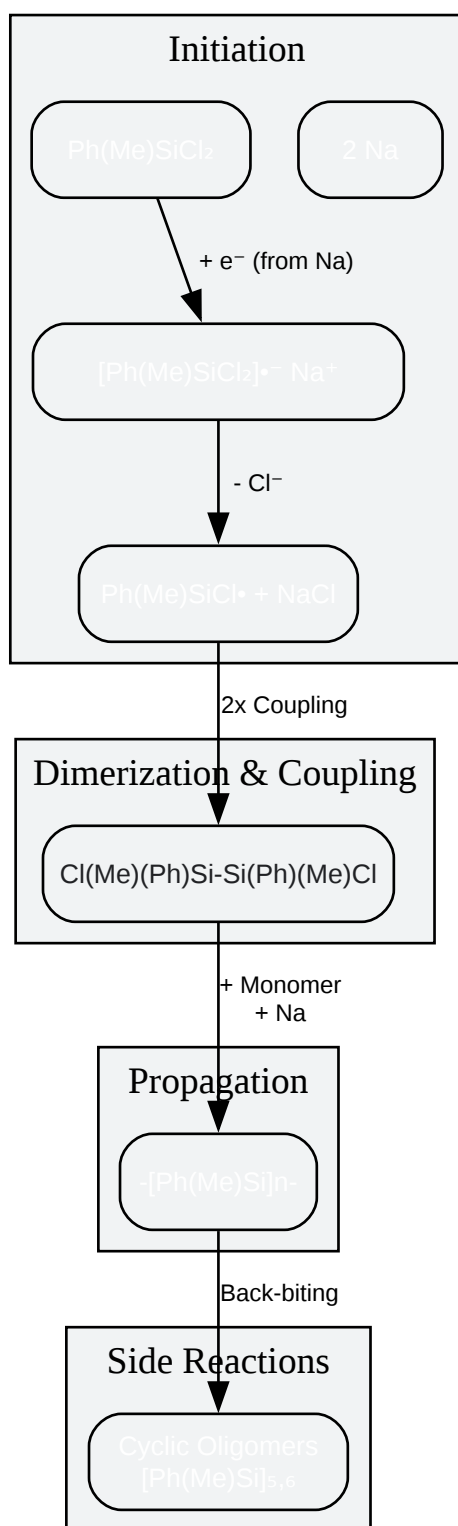 Initiation
Ph(Me)SiCl₂
2 Na
+ e⁻ (from Na)
[Ph(Me)SiCl₂]•⁻ Na⁺
- Cl⁻
Ph(Me)SiCl• + NaCl
2x Coupling
Dimerization & Coupling
Cl(Me)(Ph)Si-Si(Ph)(Me)Cl
+ Monomer
+ Na
Propagation
-[Ph(Me)Si]n-
Back-biting
Side Reactions
Cyclic Oligomers
[Ph(Me)Si]₅,₆